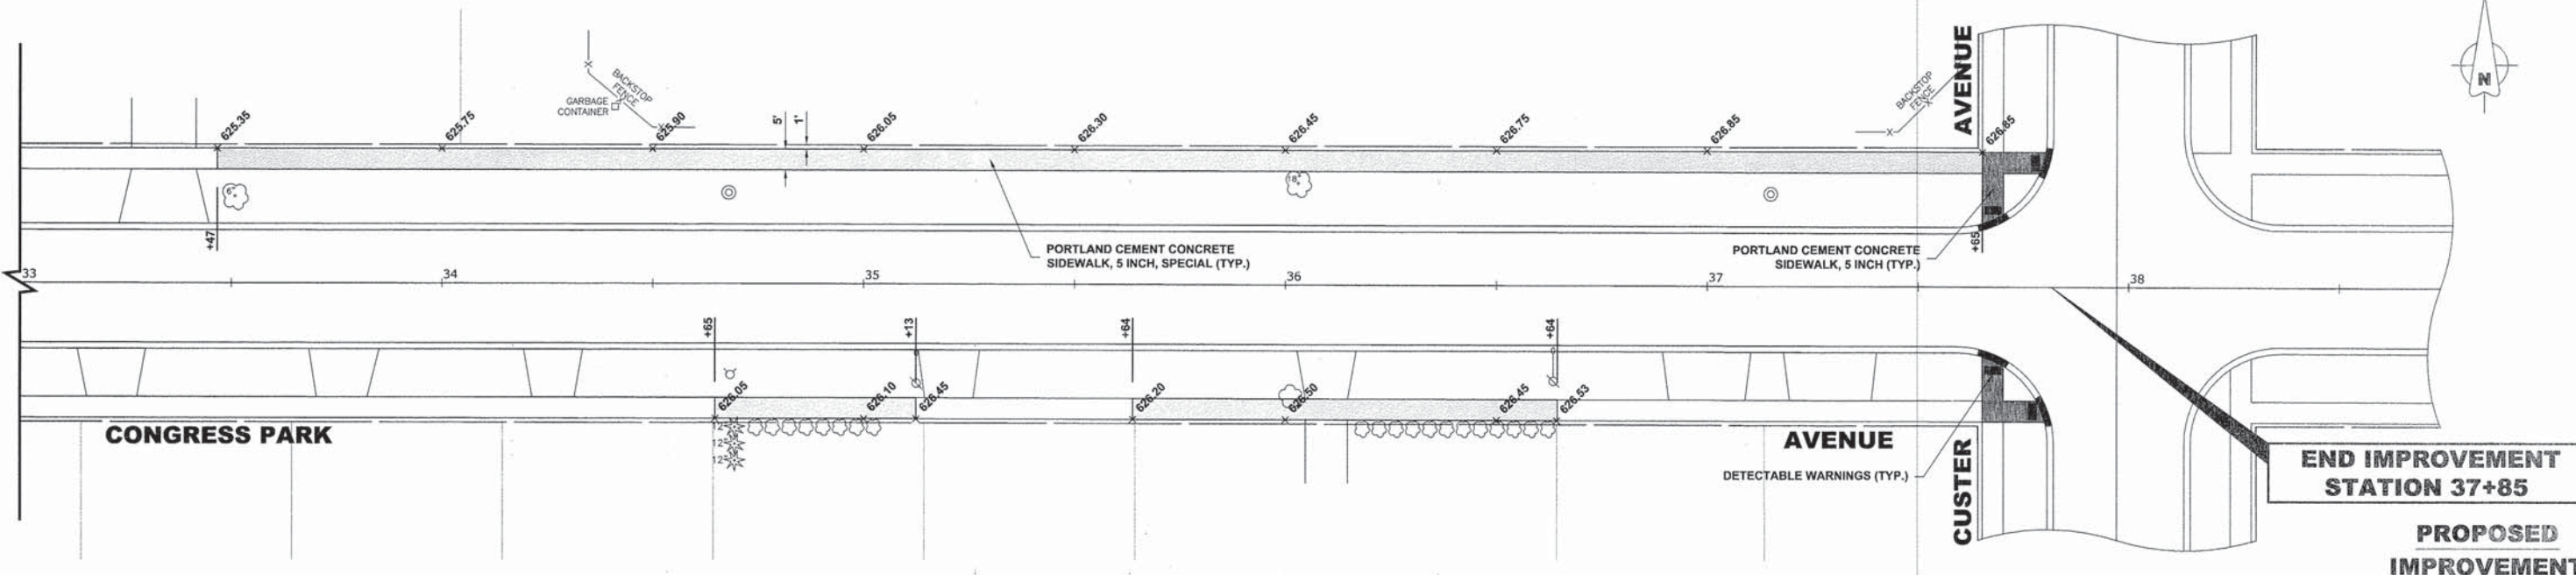 AVENUE
N
BACKSTOP
FENCE
GARBAGE
CONTAINER
BACKSTOP
FENCE
625.35
625.75
625.90
5'
1'
626.05
626.30
626.45
626.75
626.85
626.85
6"
18"
+47
PORTLAND CEMENT CONCRETE
SIDEWALK, 5 INCH, SPECIAL (TYP.)
PORTLAND CEMENT CONCRETE
SIDEWALK, 5 INCH (TYP.)
+65
33
34
35
36
37
38
+65
+13
+64
+64
626.05
626.10
626.45
626.20
626.50
626.45
626.53
12"
12"
12"
CONGRESS PARK
AVENUE
DETECTABLE WARNINGS (TYP.)
CUSTER
END IMPROVEMENT
STATION 37+85
PROPOSED
IMPROVEMENT